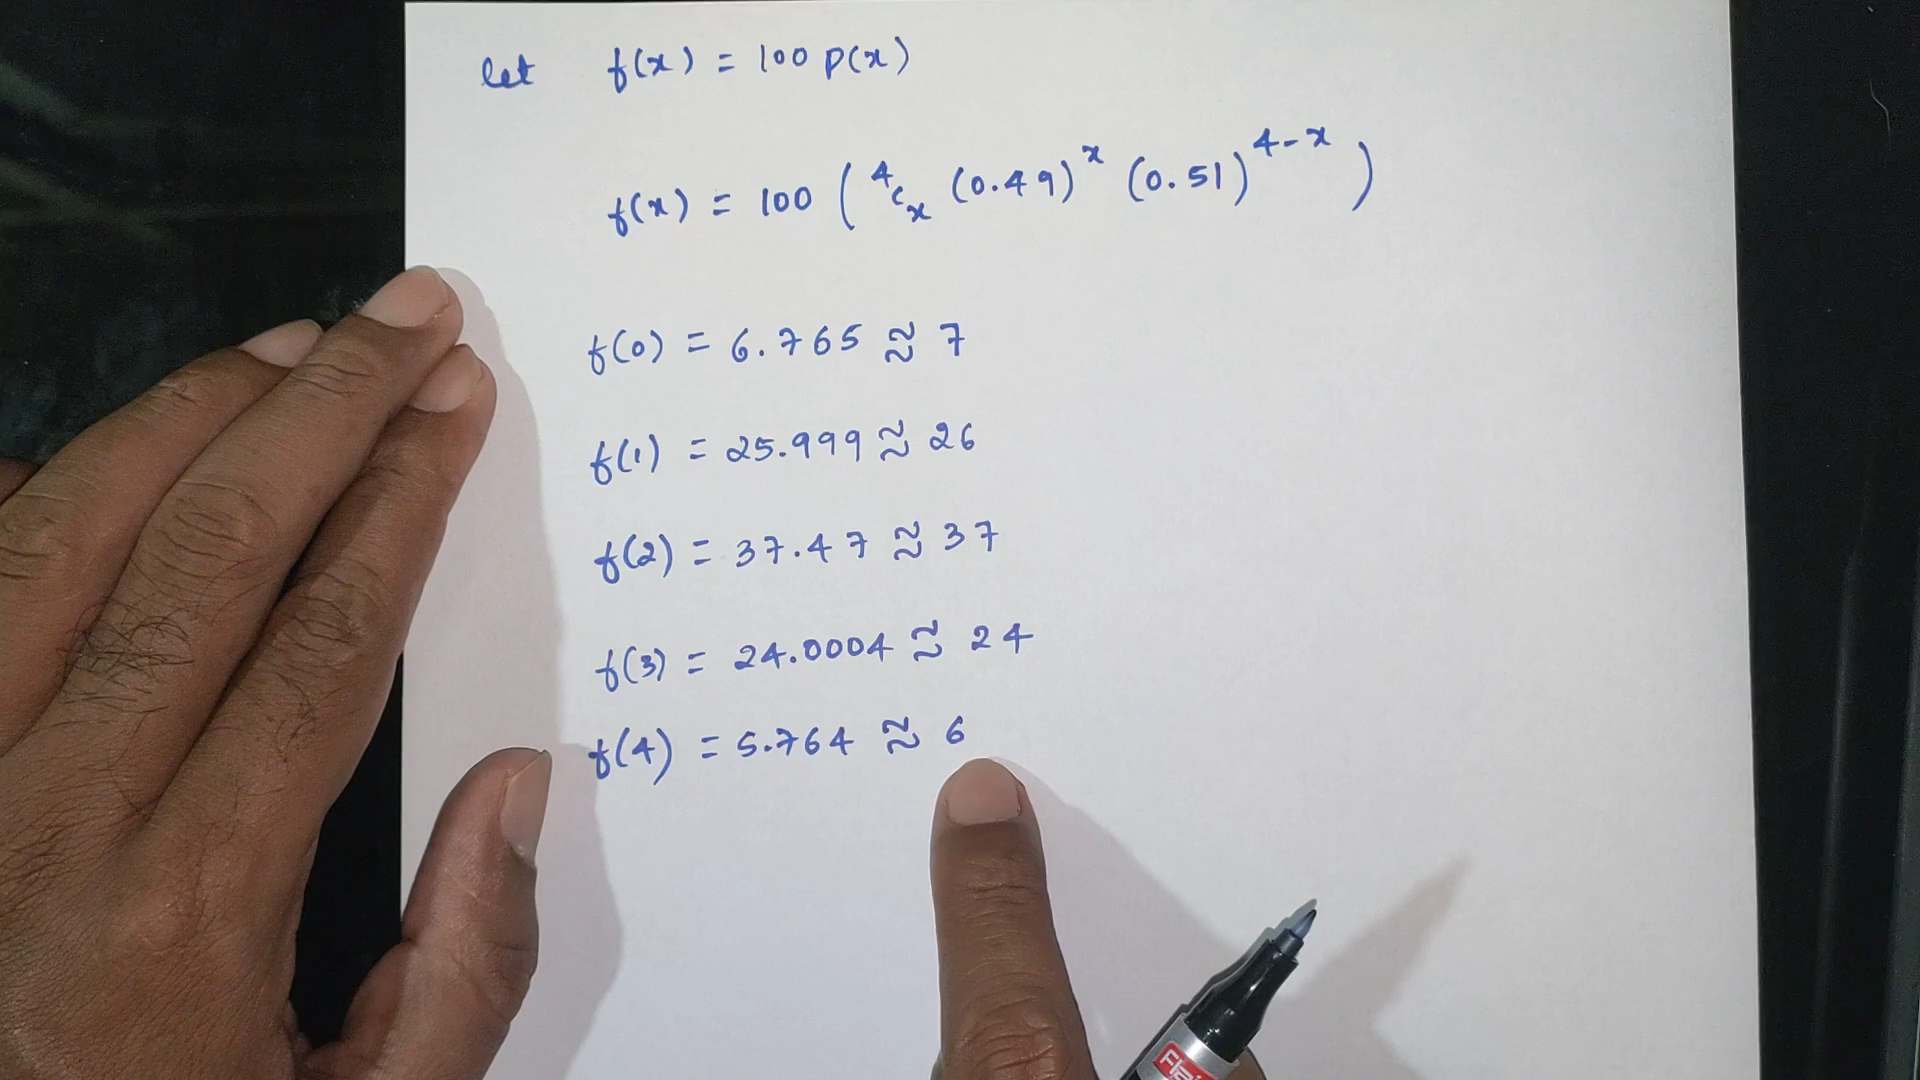 let f(x) = 100 P(x)
f(x) = 100 ( ⁴Cₓ (0.49)ˣ (0.51)⁴⁻ˣ )
f(0) = 6.765 ≈ 7
f(1) = 25.999 ≈ 26
f(2) = 37.47 ≈ 37
f(3) = 24.0004 ≈ 24
f(4) = 5.764 ≈ 6